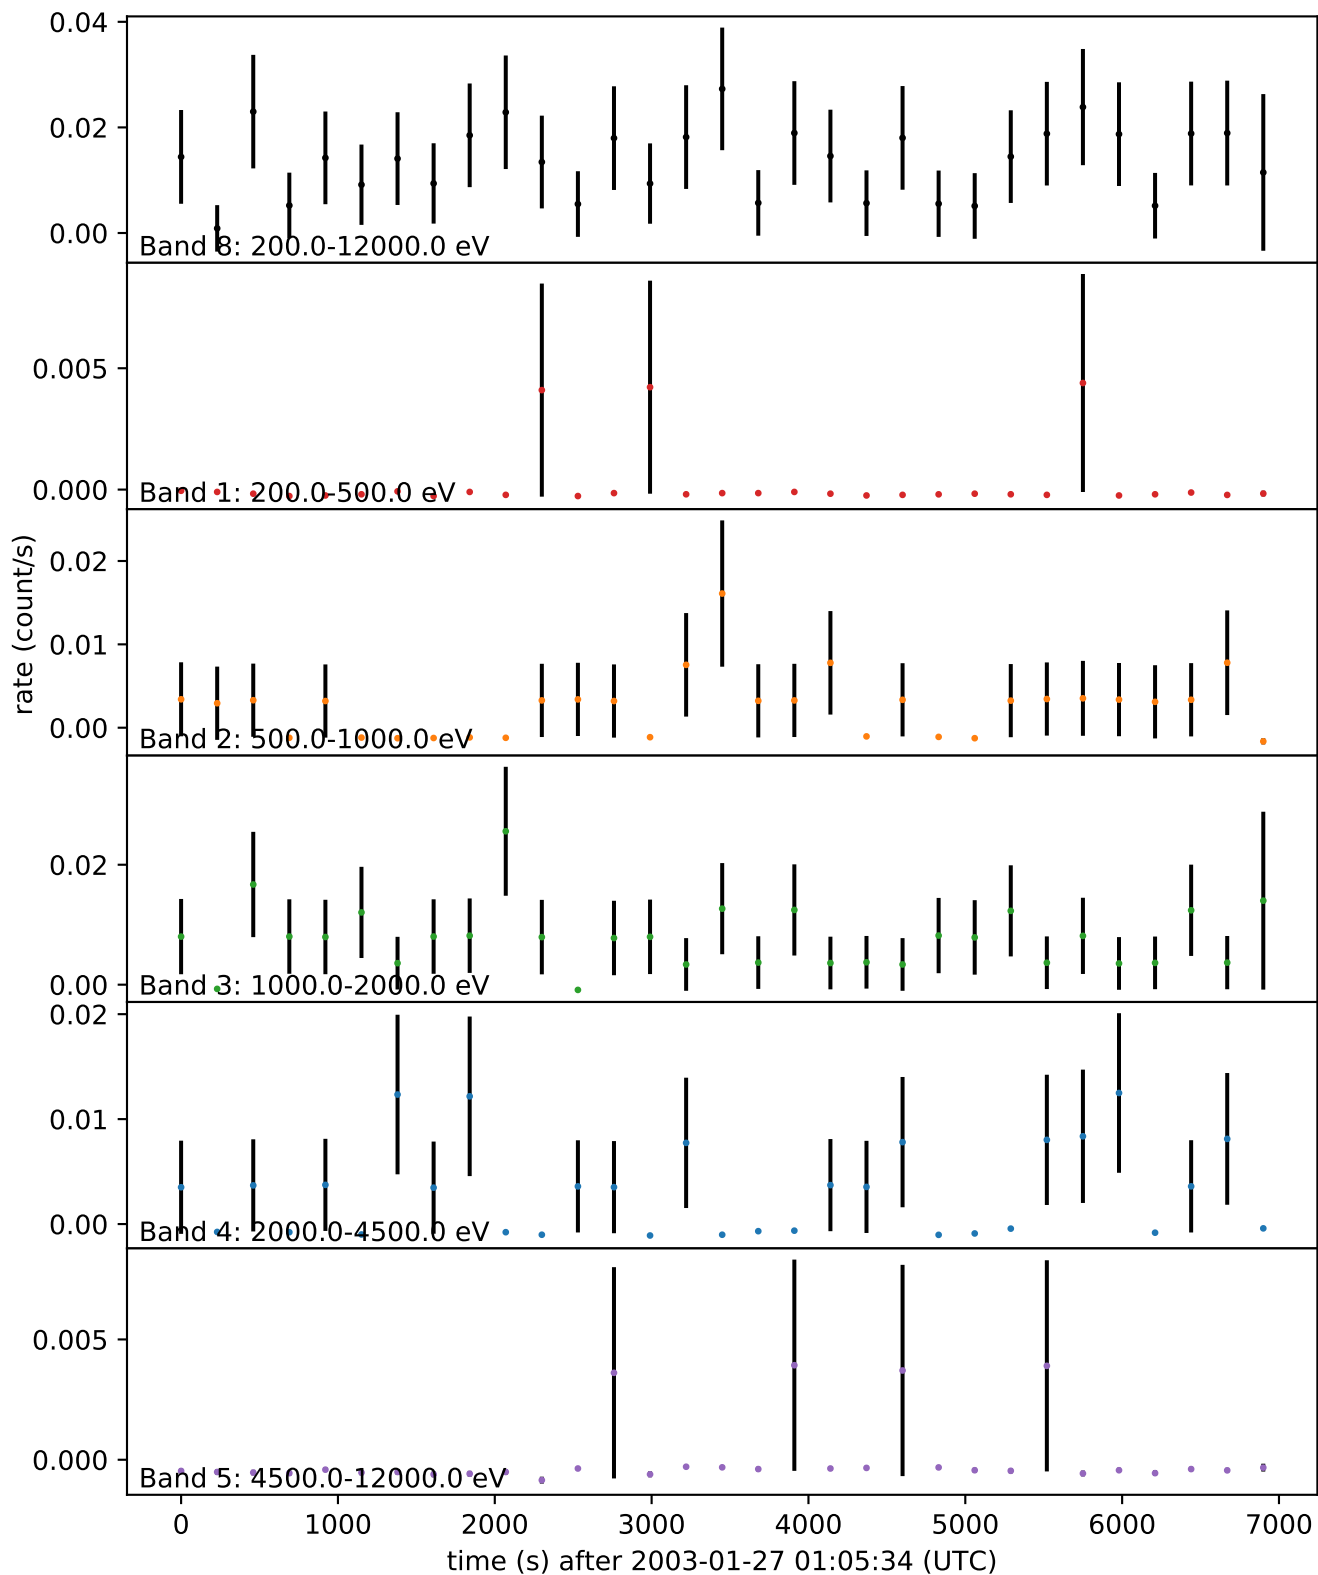 0.04
0.02
0.00
Band 8: 200.0-12000.0 eV
0.005
0.000
Band 1: 200.0-500.0 eV
rate (count/s)
0.02
0.01
0.00
Band 2: 500.0-1000.0 eV
0.02
0.00
Band 3: 1000.0-2000.0 eV
0.02
0.01
0.00
Band 4: 2000.0-4500.0 eV
0.005
0.000
Band 5: 4500.0-12000.0 eV
0 1000 2000 3000 4000 5000 6000 7000
time (s) after 2003-01-27 01:05:34 (UTC)